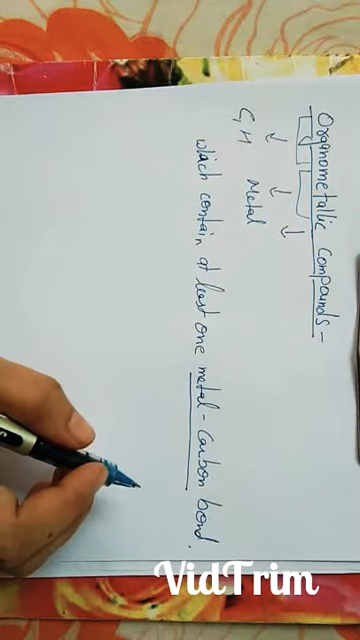 Organometallic Compounds-
C, H Metal
which contain at least one metal - carbon bond.
VidTrim